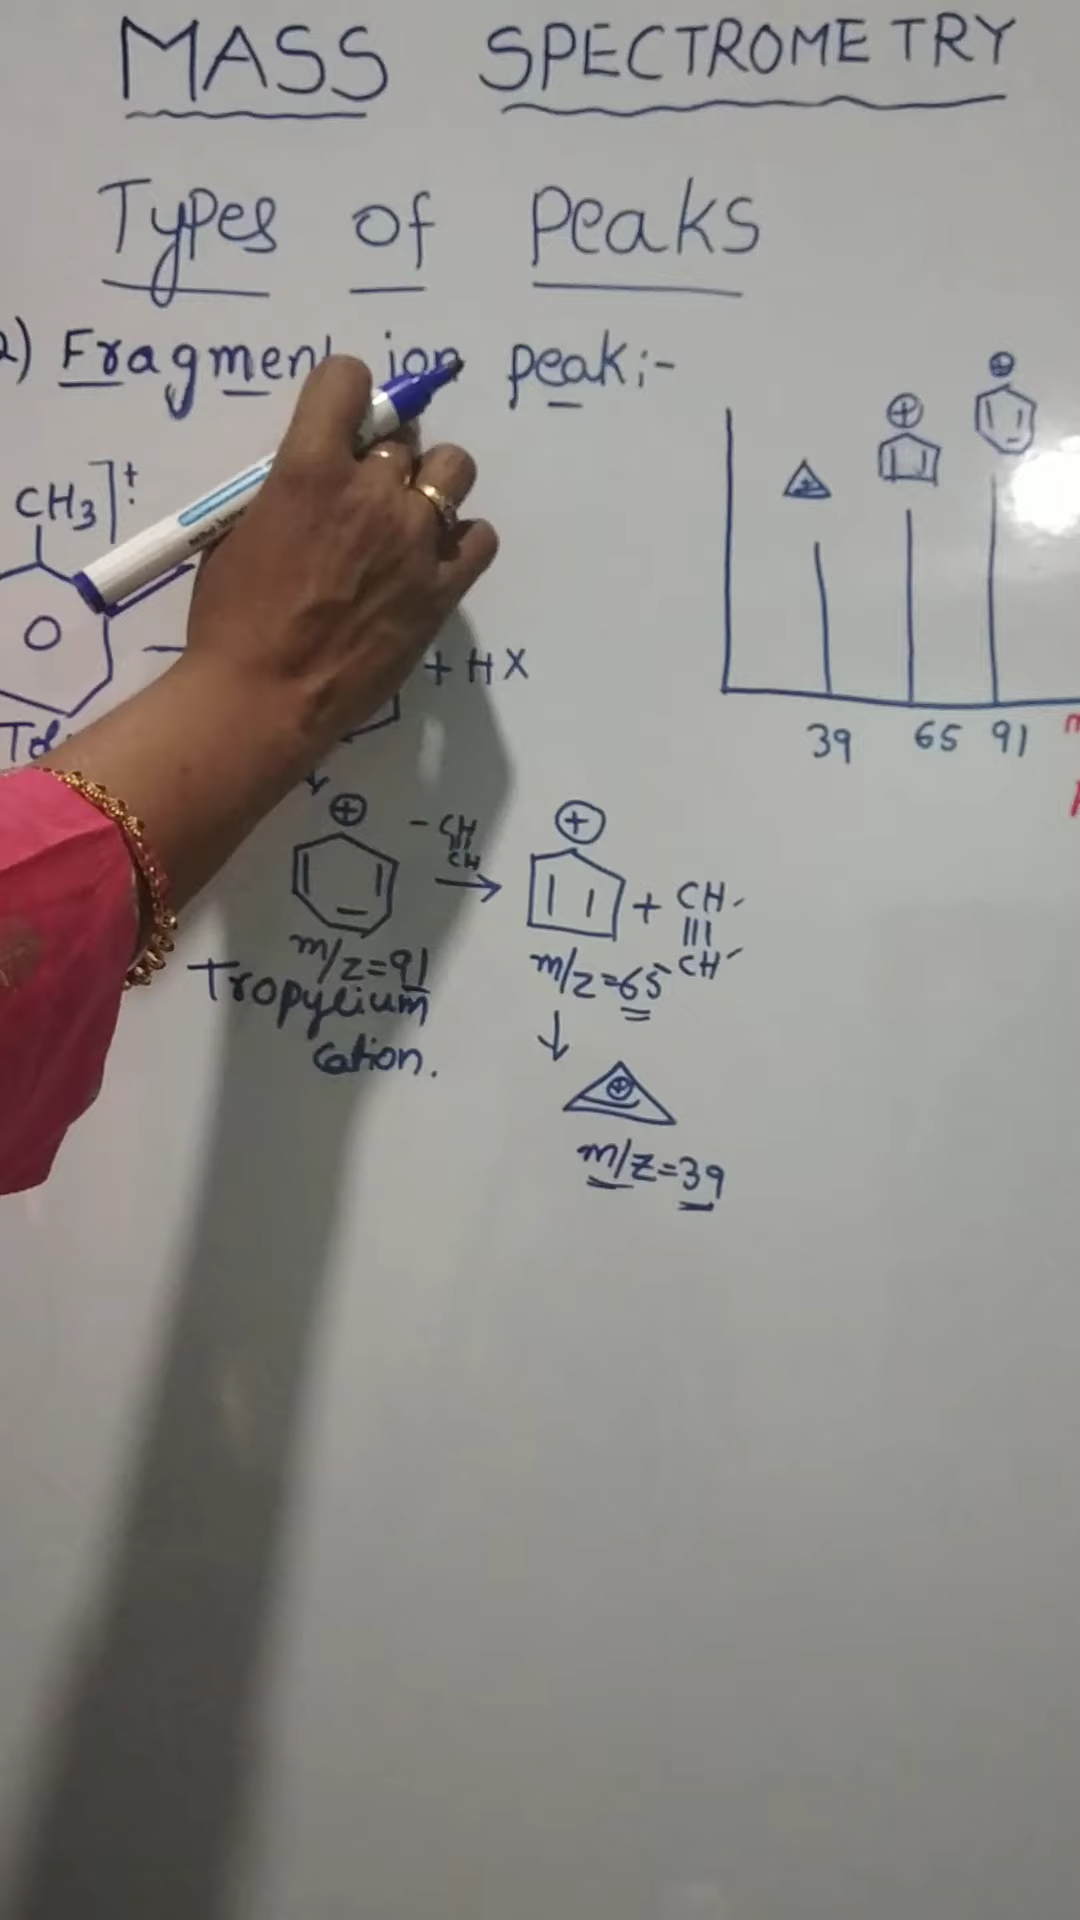 MASS SPECTROMETRY
Types of Peaks
2) Fragment ion peak:-
CH3]+.
+ H X
39 65 91
⊕ - CH ⊕
CH
+ CH
|||
CH
m/z=91 m/z=65
Tropylium
cation.
⊕
m/z=39